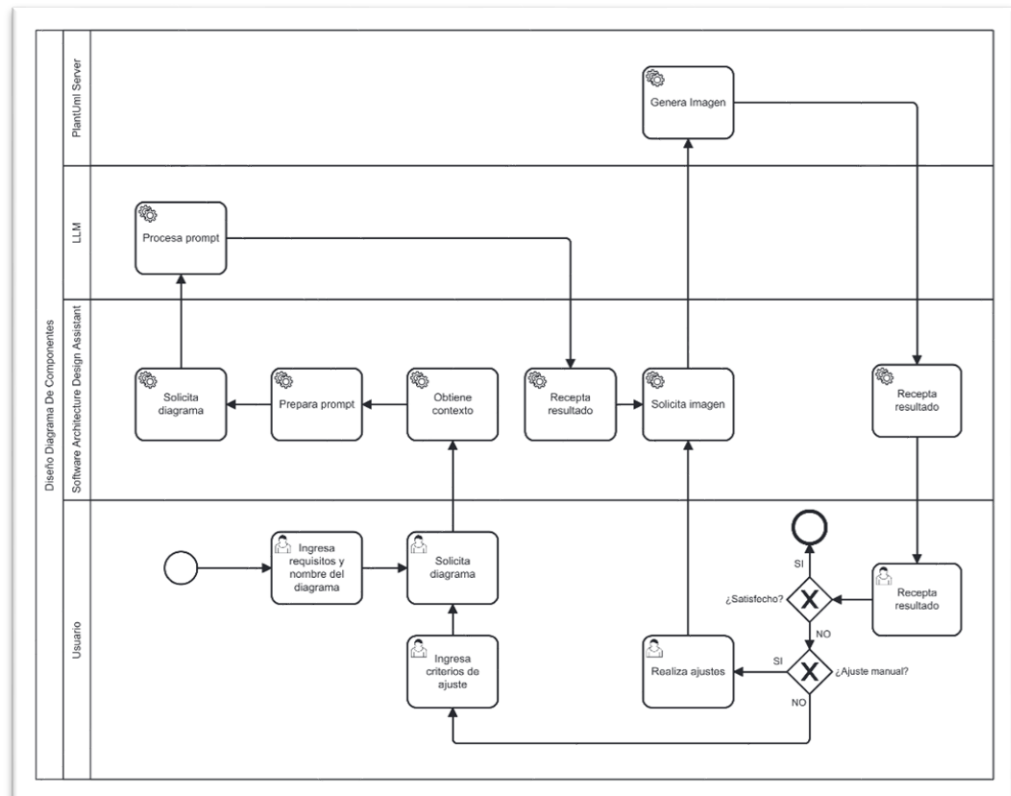 Diseño Diagrama De Componentes
PlantUml Server
Genera Imagen
LLM
Procesa prompt
Software Architecture Design Assistant
Solicita
diagrama
Prepara prompt
Obtiene
contexto
Recepta
resultado
Solicita imagen
Recepta
resultado
Usuario
Ingresa
requisitos y
nombre del
diagrama
Solicita
diagrama
SI
¿Satisfecho?
Recepta
resultado
NO
Ingresa
criterios de
ajuste
Realiza ajustes
SI
¿Ajuste manual?
NO